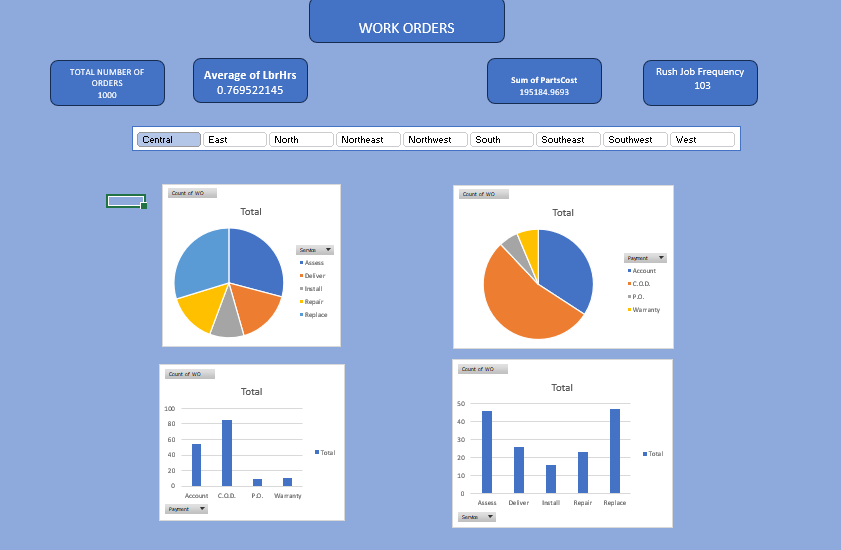 WORK ORDERS
TOTAL NUMBER OF
ORDERS
1000
Average of LbrHrs
0.769522145
Sum of PartsCost
195184.9693
Rush Job Frequency
103
Central East North Northeast Northwest South Southeast Southwest West
Count of WO
Total
Service
Assess
Deliver
Install
Repair
Replace
Count of WO
Total
Payment
Account
C.O.D.
P.O.
Warranty
Count of WO
Total
100
80
60
40
20
0
Account C.O.D. P.O. Warranty
Total
Payment
Count of WO
Total
50
40
30
20
10
0
Assess Deliver Install Repair Replace
Total
Service